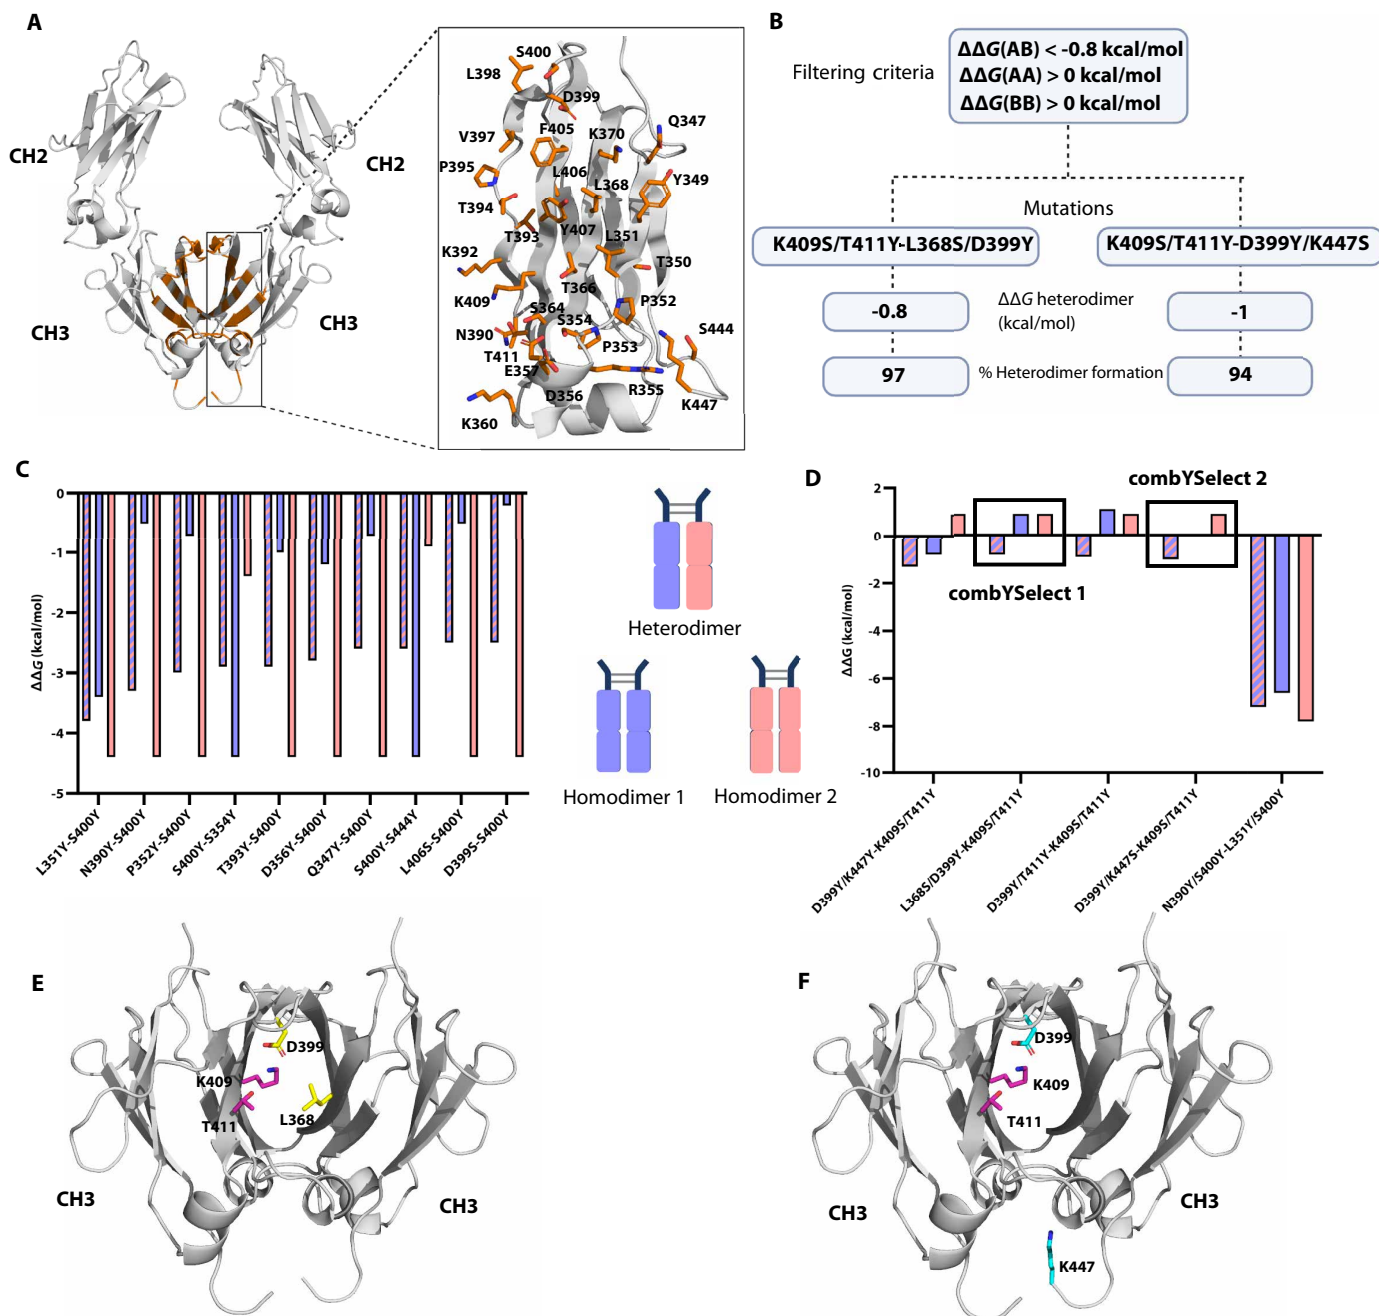 A
CH2
CH2
CH3
CH3
S400
L398
D399
V397
F405
K370
Q347
P395
L406
L368
Y349
T394
T393
Y407
L351
K392
T350
T366
K409
P352
S364
N390
S354
S444
T411
P353
E357
D356
R355
K447
K360
B
Filtering criteria
ΔΔG(AB) < -0.8 kcal/mol
ΔΔG(AA) > 0 kcal/mol
ΔΔG(BB) > 0 kcal/mol
Mutations
K409S/T411Y-L368S/D399Y
K409S/T411Y-D399Y/K447S
-0.8
ΔΔG heterodimer
(kcal/mol)
-1
97
% Heterodimer formation
94
C
ΔΔG (kcal/mol)
0
-1
-2
-3
-4
-5
L351Y-S400Y
N390Y-S400Y
P352Y-S400Y
S400Y-S354Y
T393Y-S400Y
D356Y-S400Y
Q347Y-S400Y
S400Y-S444Y
L406S-S400Y
D399S-S400Y
Heterodimer
Homodimer 1
Homodimer 2
D
combYSelect 2
combYSelect 1
ΔΔG (kcal/mol)
2
0
-2
-4
-6
-8
-10
D399Y/K447Y-K409S/T411Y
L368S/D399Y-K409S/T411Y
D399Y/T411Y-K409S/T411Y
D399Y/K447S-K409S/T411Y
N390Y/S400Y-L351Y/S400Y
E
D399
K409
L368
T411
CH3
CH3
F
D399
K409
T411
CH3
CH3
K447